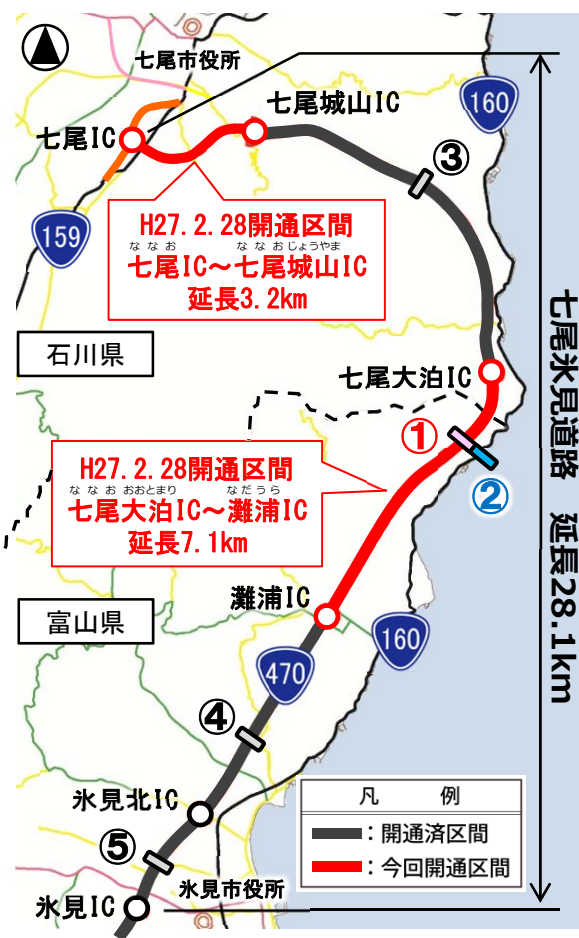 七尾市役所
七尾IC
七尾城山IC
160
③
159
H27.2.28開通区間
ななお ななおじょうやま
七尾IC～七尾城山IC
延長3.2km
石川県
七尾大泊IC
①
②
H27.2.28開通区間
ななお おおとまり なだうら
七尾大泊IC～灘浦IC
延長7.1km
灘浦IC
富山県
160
470
④
氷見北IC
⑤
氷見市役所
氷見IC
七尾氷見道路 延長28.1km
凡 例
：開通済区間
：今回開通区間